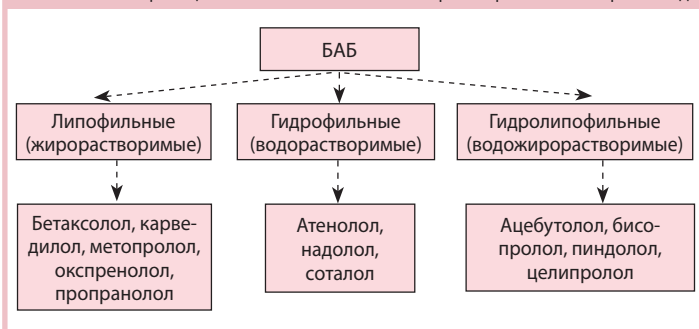 БАБ
Липофильные
(жирорастворимые)
Гидрофильные
(водорастворимые)
Гидролипофильные
(водожирорастворимые)
Бетаксолол, карве-
дилол, метопролол,
окспренолол,
пропранолол
Атенолол,
надолол,
соталол
Ацебутолол, бисо-
пролол, пиндолол,
целипролол